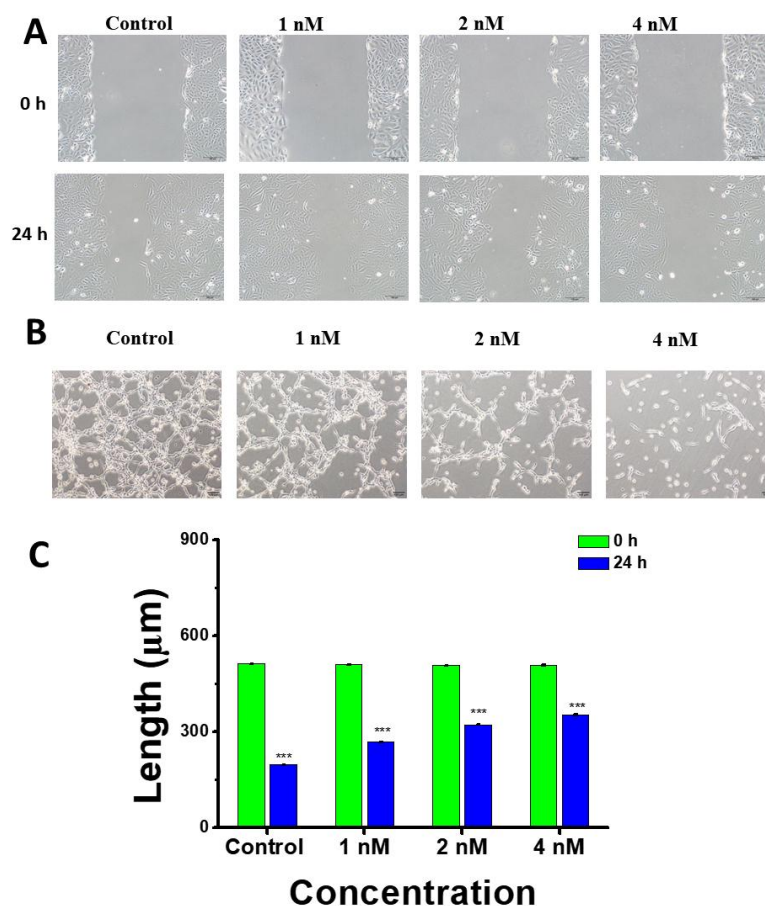 A
Control 1 nM 2 nM 4 nM
0 h
24 h
B
Control 1 nM 2 nM 4 nM
C
900
600
300
0
Length (μm)
0 h
24 h
***
***
***
***
Control 1 nM 2 nM 4 nM
Concentration